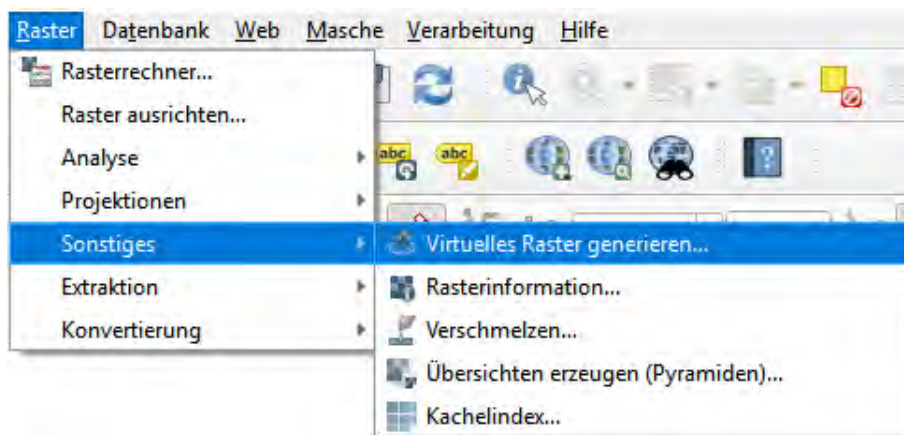 Raster Datenbank Web Masche Verarbeitung Hilfe
Rasterrechner...
Raster ausrichten...
Analyse
abc abc
Projektionen
Sonstiges
Virtuelles Raster generieren...
Extraktion
Rasterinformation...
Konvertierung
Verschmelzen...
Übersichten erzeugen (Pyramiden)...
Kachelindex...